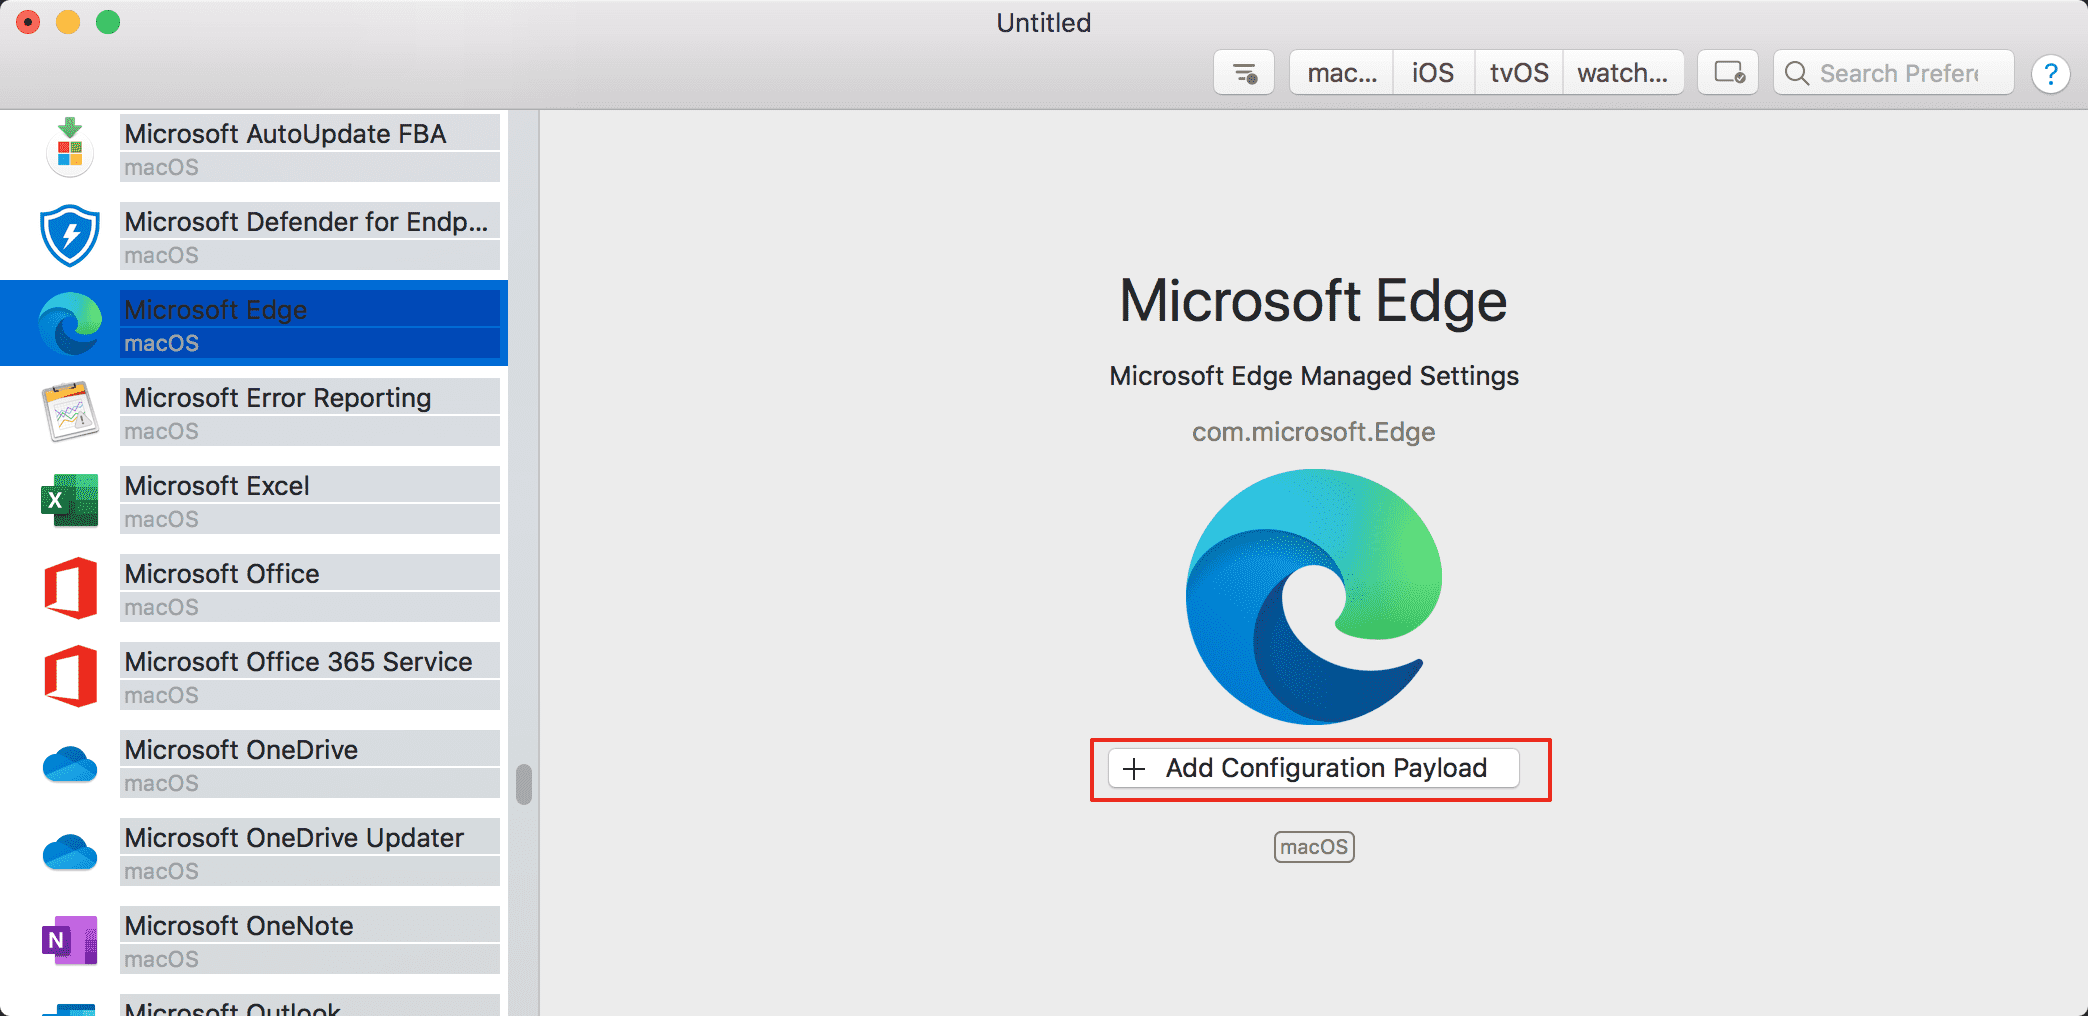 Untitled
mac... iOS tvOS watch... Search Prefere ?
Microsoft AutoUpdate FBA
macOS
Microsoft Defender for Endp...
macOS
Microsoft Edge
macOS
Microsoft Error Reporting
macOS
X
Microsoft Excel
macOS
Microsoft Office
macOS
Microsoft Office 365 Service
macOS
Microsoft OneDrive
macOS
Microsoft OneDrive Updater
macOS
N
Microsoft OneNote
macOS
Microsoft Outlook
Microsoft Edge
Microsoft Edge Managed Settings
com.microsoft.Edge
+ Add Configuration Payload
macOS